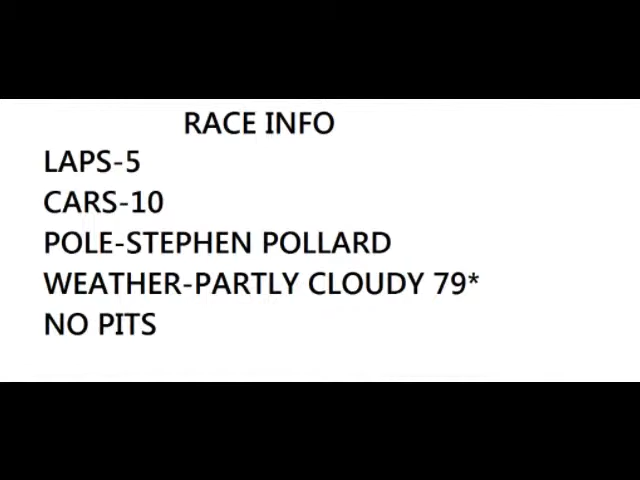 RACE INFO
LAPS-5
CARS-10
POLE-STEPHEN POLLARD
WEATHER-PARTLY CLOUDY 79*
NO PITS